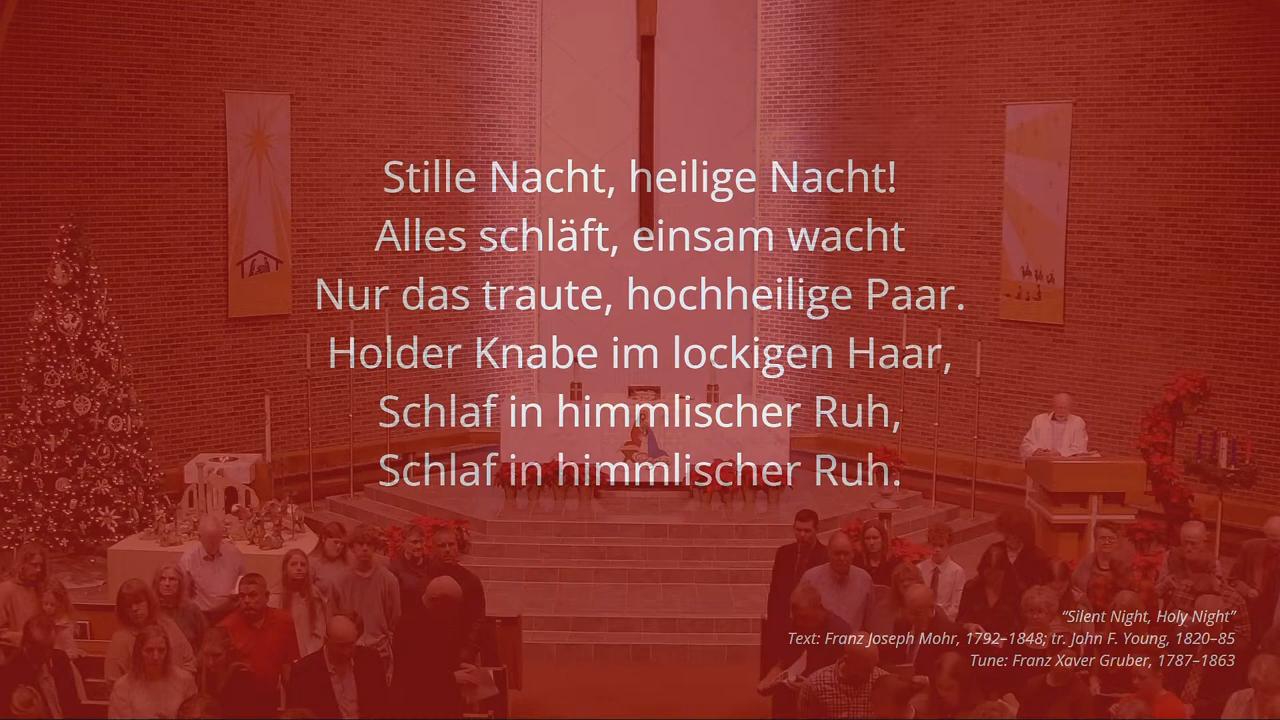 Stille Nacht, heilige Nacht!
Alles schläft, einsam wacht
Nur das traute, hochheilige Paar.
Holder Knabe im lockigen Haar,
Schlaf in himmlischer Ruh,
Schlaf in himmlischer Ruh.
“Silent Night, Holy Night”
Text: Franz Joseph Mohr, 1792–1848; tr. John F. Young, 1820–85
Tune: Franz Xaver Gruber, 1787–1863